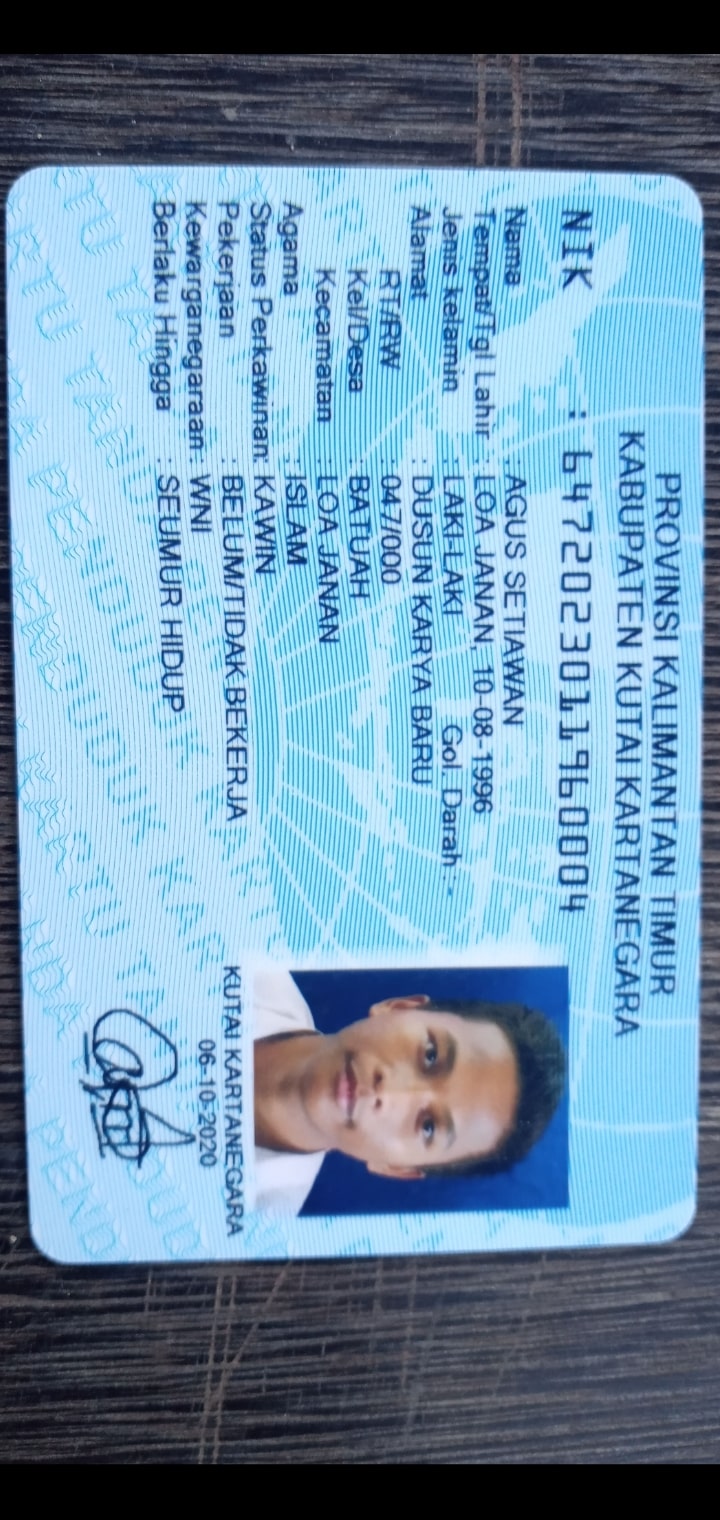 PROVINSI KALIMANTAN TIMUR
KABUPATEN KUTAI KARTANEGARA
NIK : 6472023011960004
Nama : AGUS SETIAWAN
Tempat/Tgl Lahir : LOA JANAN, 10-08-1996
Jenis kelamin : LAKI-LAKI Gol. Darah : -
Alamat : DUSUN KARYA BARU
RT/RW : 047/000
Kel/Desa : BATUAH
Kecamatan : LOA JANAN
Agama : ISLAM
Status Perkawinan: KAWIN
Pekerjaan : BELUM/TIDAK BEKERJA
Kewarganegaraan: WNI
Berlaku Hingga : SEUMUR HIDUP
KUTAI KARTANEGARA
06-10-2020